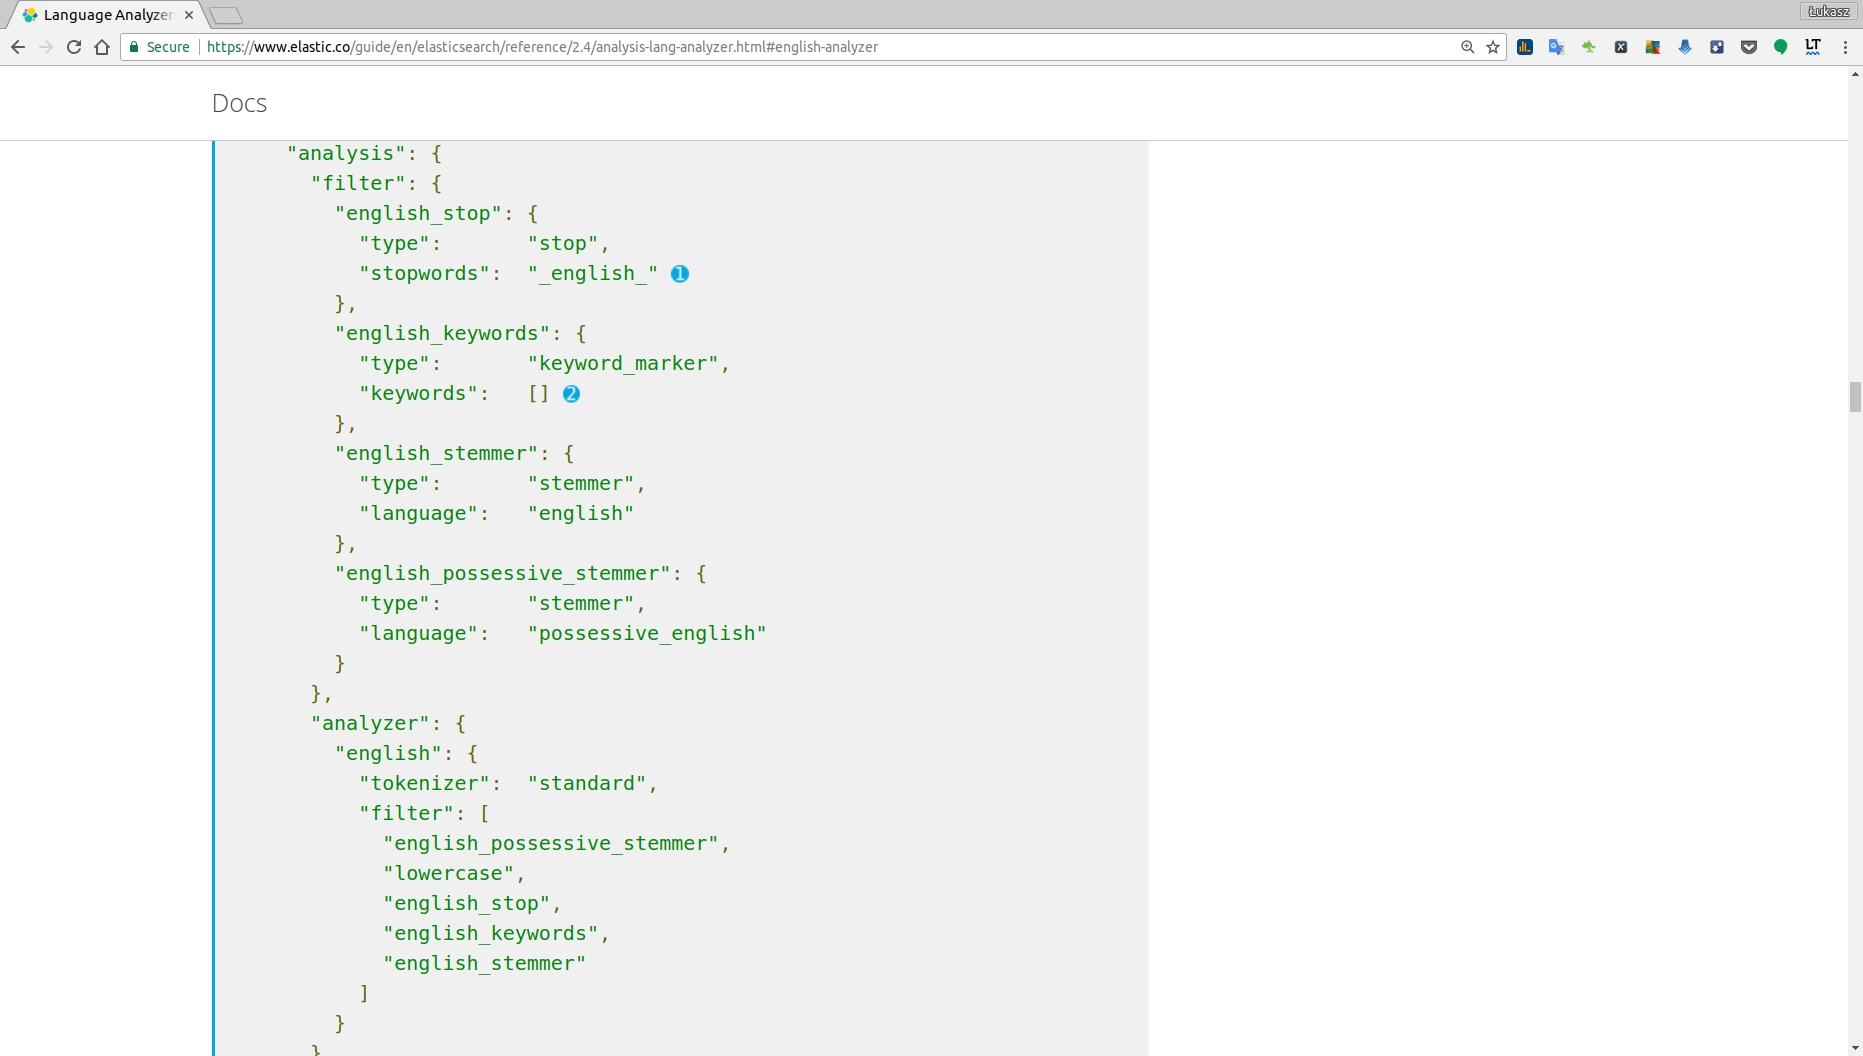 Language Analyzer
Łukasz
Secure
https://www.elastic.co/guide/en/elasticsearch/reference/2.4/analysis-lang-analyzer.html#english-analyzer
LT
Docs
"analysis": {
"filter": {
"english_stop": {
"type": "stop",
"stopwords": "_english_" 1
},
"english_keywords": {
"type": "keyword_marker",
"keywords": [] 2
},
"english_stemmer": {
"type": "stemmer",
"language": "english"
},
"english_possessive_stemmer": {
"type": "stemmer",
"language": "possessive_english"
}
},
"analyzer": {
"english": {
"tokenizer": "standard",
"filter": [
"english_possessive_stemmer",
"lowercase",
"english_stop",
"english_keywords",
"english_stemmer"
]
}
}